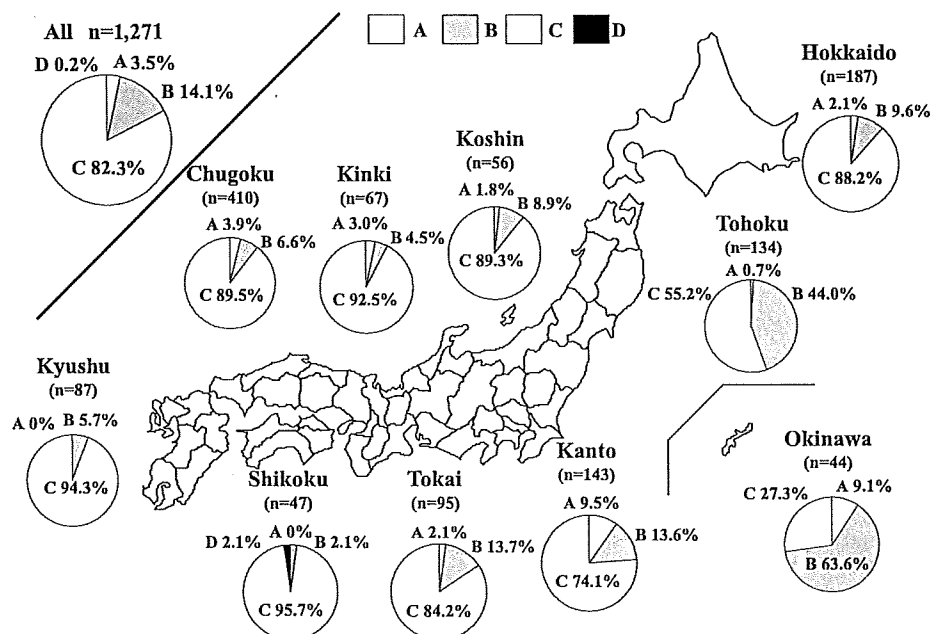 All n=1,271
D 0.2% A 3.5%
B 14.1%
C 82.3%
A B C D
Hokkaido
(n=187)
A 2.1%
B 9.6%
C 88.2%
Koshin
(n=56)
A 1.8%
B 8.9%
C 89.3%
Kinki
(n=67)
A 3.0%
B 4.5%
C 92.5%
Chugoku
(n=410)
A 3.9%
B 6.6%
C 89.5%
Tohoku
(n=134)
A 0.7%
C 55.2%
B 44.0%
Kyushu
(n=87)
A 0% B 5.7%
C 94.3%
Shikoku
(n=47)
D 2.1% A 0% B 2.1%
C 95.7%
Tokai
(n=95)
A 2.1%
B 13.7%
C 84.2%
Kanto
(n=143)
A 9.5%
B 13.6%
C 74.1%
Okinawa
(n=44)
C 27.3% A 9.1%
B 63.6%